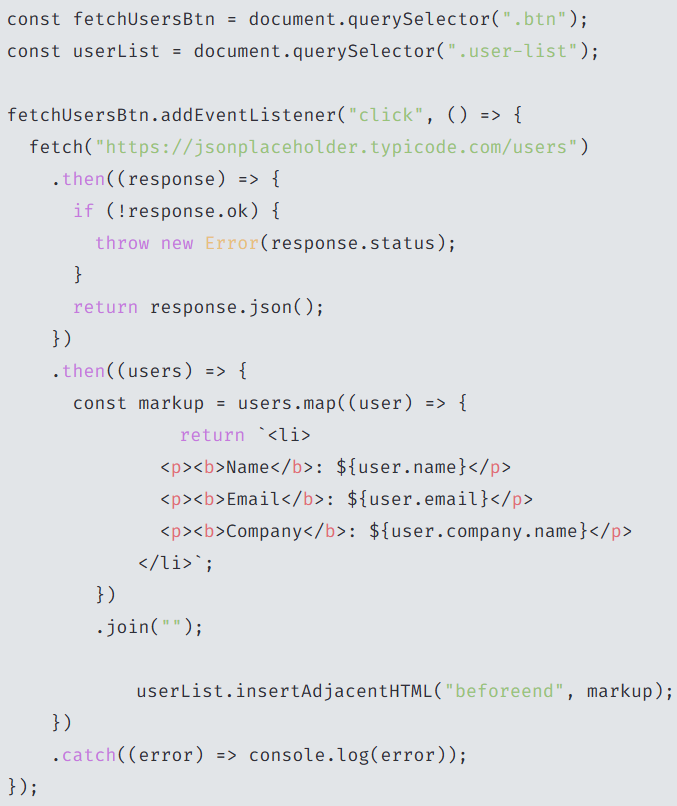 const fetchUsersBtn = document.querySelector(".btn");
const userList = document.querySelector(".user-list");

fetchUsersBtn.addEventListener("click", () => {
  fetch("https://jsonplaceholder.typicode.com/users")
    .then((response) => {
      if (!response.ok) {
        throw new Error(response.status);
      }
      return response.json();
    })
    .then((users) => {
      const markup = users.map((user) => {
                return `<li>
              <p><b>Name</b>: ${user.name}</p>
              <p><b>Email</b>: ${user.email}</p>
              <p><b>Company</b>: ${user.company.name}</p>
            </li>`;
        })
        .join("");

            userList.insertAdjacentHTML("beforeend", markup);
    })
    .catch((error) => console.log(error));
});